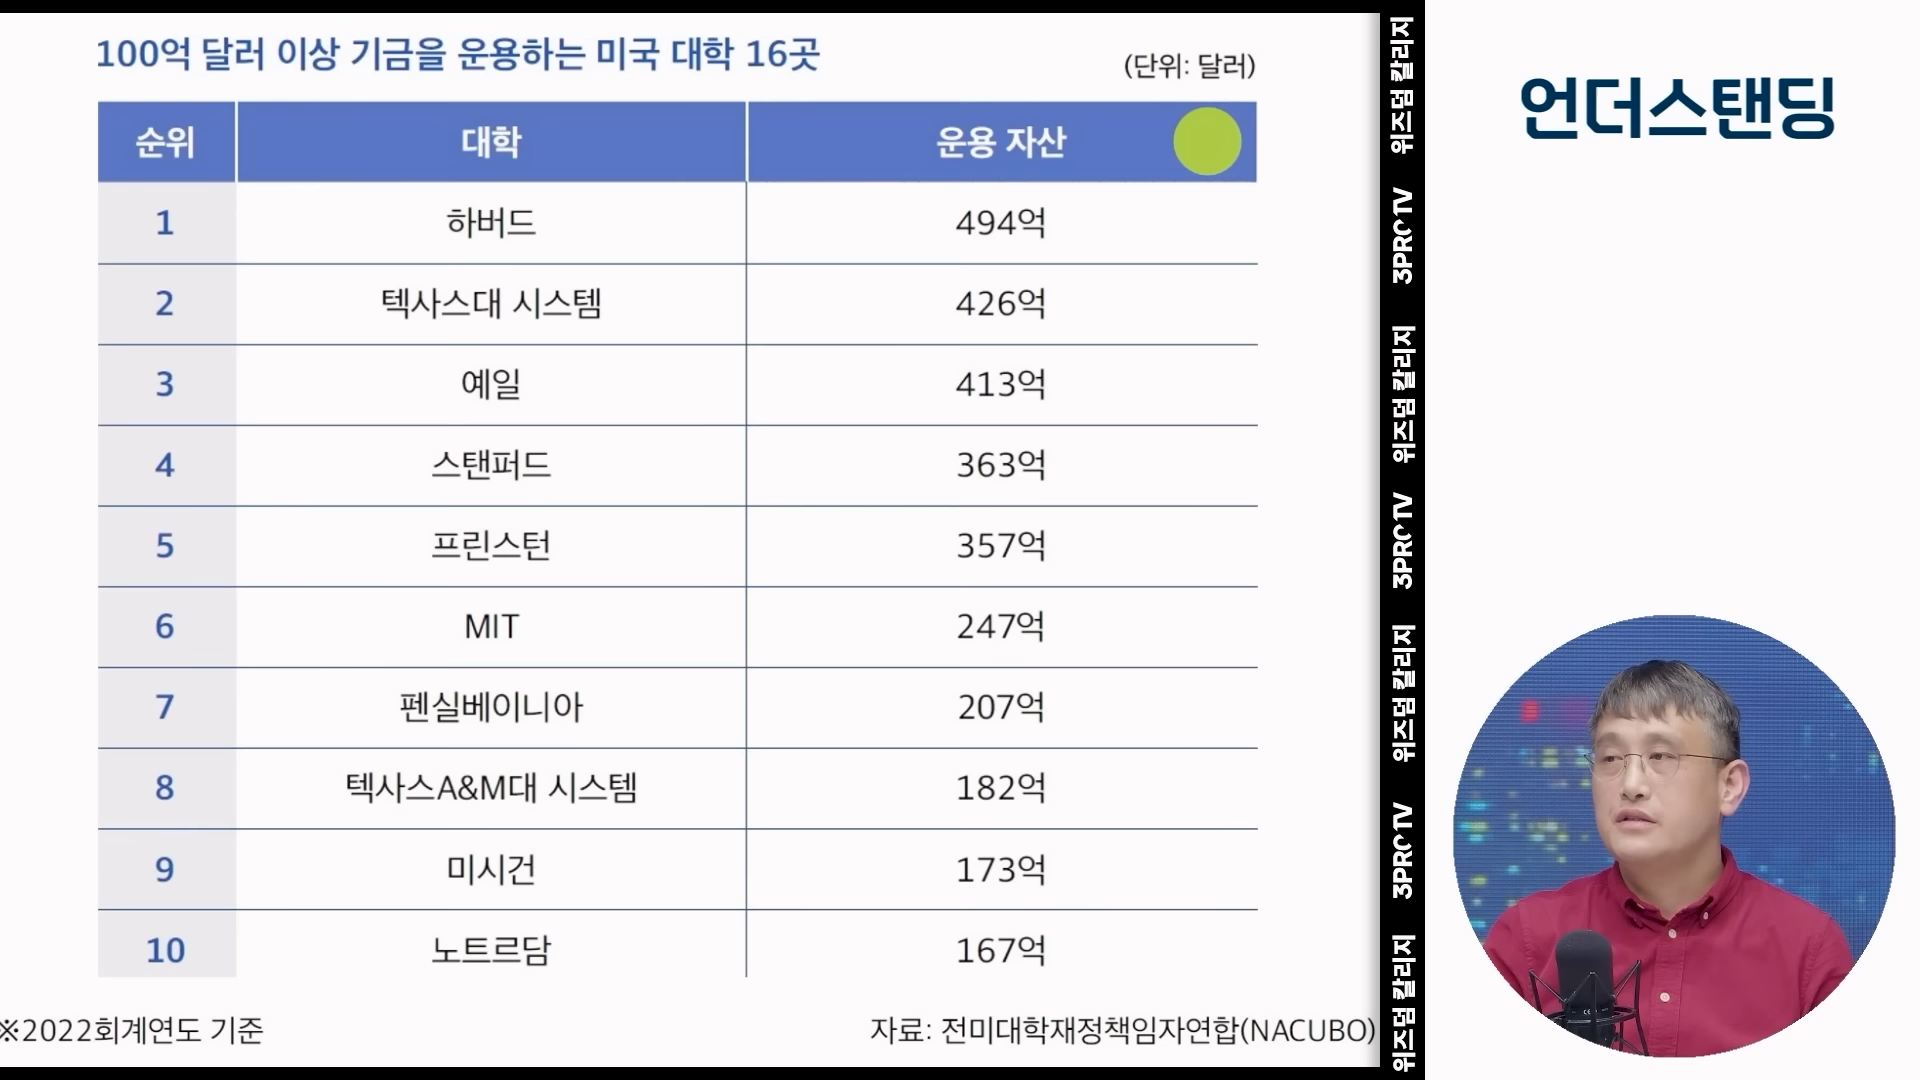 100억 달러 이상 기금을 운용하는 미국 대학 16곳
(단위: 달러)
순위 대학 운용 자산
1 하버드 494억
2 텍사스대 시스템 426억
3 예일 413억
4 스탠퍼드 363억
5 프린스턴 357억
6 MIT 247억
7 펜실베이니아 207억
8 텍사스A&M대 시스템 182억
9 미시건 173억
10 노트르담 167억
※2022회계연도 기준
자료: 전미대학재정책임자연합(NACUBO)
위즈덤 칼리지
3PROTV
위즈덤 칼리지
3PROTV
위즈덤 칼리지
3PROTV
위즈덤 칼리지
언더스탠딩